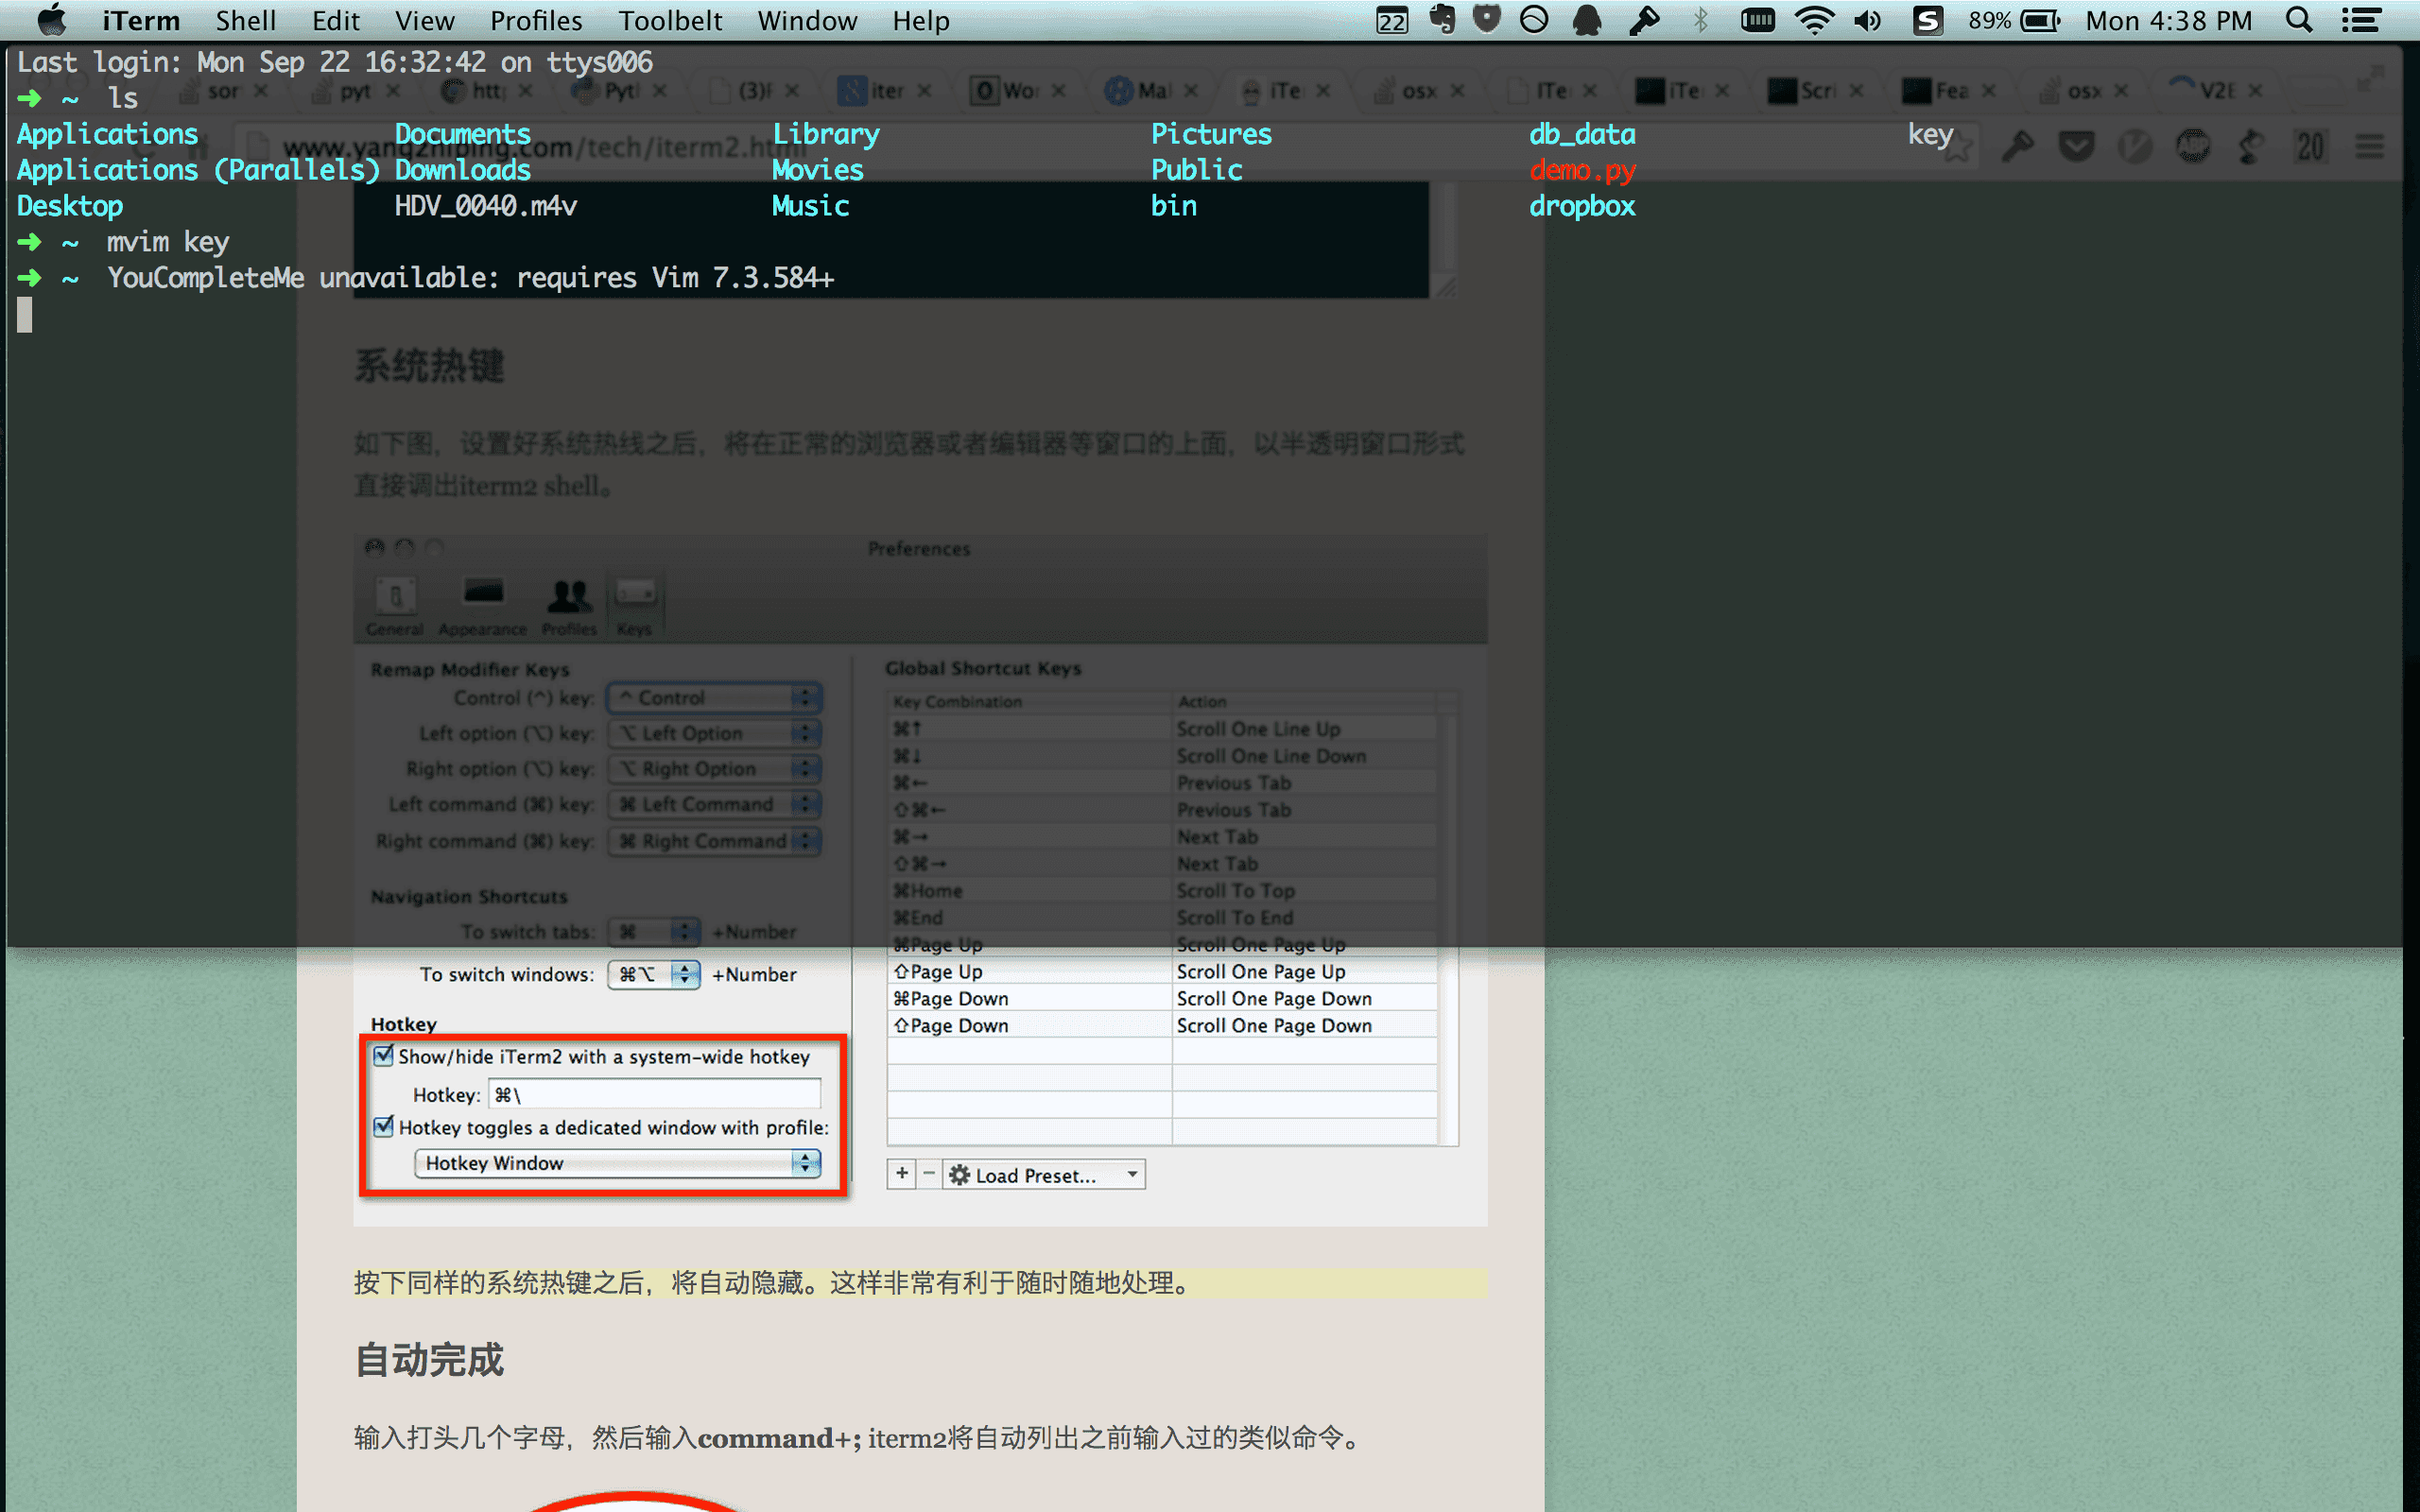 iTerm Shell Edit View Profiles Toolbelt Window Help 22 89% Mon 4:38 PM
Last login: Mon Sep 22 16:32:42 on ttys006
sor pyt http Pytl (3)F iter Wor Mal iTe osx ITe iTe Scri Fea osx V2E
➜ ~ ls
Applications Documents Library Pictures db_data key
www.yangzhiping.com/tech/iterm2.html
20
Applications (Parallels) Downloads Movies Public demo.py
Desktop HDV_0040.m4v Music bin dropbox
➜ ~ mvim key
➜ ~ YouCompleteMe unavailable: requires Vim 7.3.584+
系统热键
如下图，设置好系统热线之后，将在正常的浏览器或者编辑器等窗口的上面，以半透明窗口形式
直接调出iterm2 shell。
Preferences
General Appearance Profiles Keys
Remap Modifier Keys
Control (^) key: ^ Control
Left option (⌥) key: ⌥ Left Option
Right option (⌥) key: ⌥ Right Option
Left command (⌘) key: ⌘ Left Command
Right command (⌘) key: ⌘ Right Command
Navigation Shortcuts
To switch tabs: ⌘ +Number
To switch windows: ⌘⌥ +Number
Hotkey
Show/hide iTerm2 with a system-wide hotkey
Hotkey: ⌘\
Hotkey toggles a dedicated window with profile:
Hotkey Window
Global Shortcut Keys
Key Combination Action
⌘↑ Scroll One Line Up
⌘↓ Scroll One Line Down
⌘← Previous Tab
⇧⌘← Previous Tab
⌘→ Next Tab
⇧⌘→ Next Tab
⌘Home Scroll To Top
⌘End Scroll To End
⌘Page Up Scroll One Page Up
⇧Page Up Scroll One Page Up
⌘Page Down Scroll One Page Down
⇧Page Down Scroll One Page Down
+ − Load Preset...
按下同样的系统热键之后，将自动隐藏。这样非常有利于随时随地处理。
自动完成
输入打头几个字母，然后输入command+; iterm2将自动列出之前输入过的类似命令。